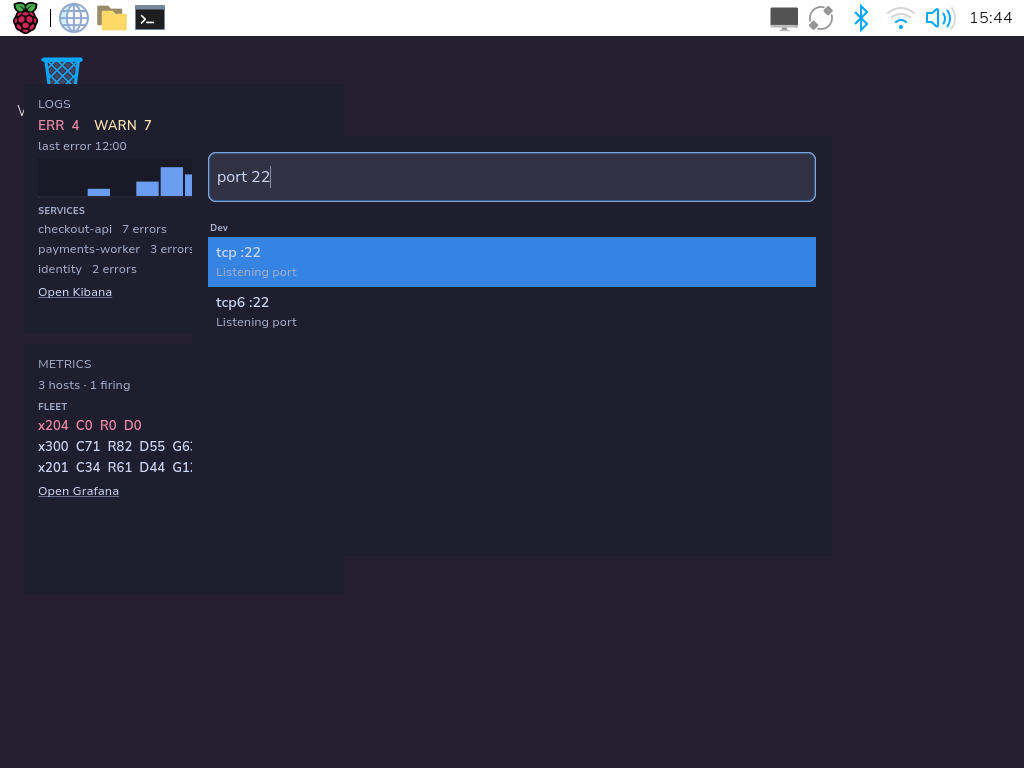 15:44
LOGS
ERR 4 WARN 7
last error 12:00
SERVICES
checkout-api 7 errors
payments-worker 3 errors
identity 2 errors
Open Kibana
METRICS
3 hosts · 1 firing
FLEET
x204 C0 R0 D0
x300 C71 R82 D55
x201 C34 R61 D44
Open Grafana
port 22
Dev
tcp :22
Listening port
tcp6 :22
Listening port